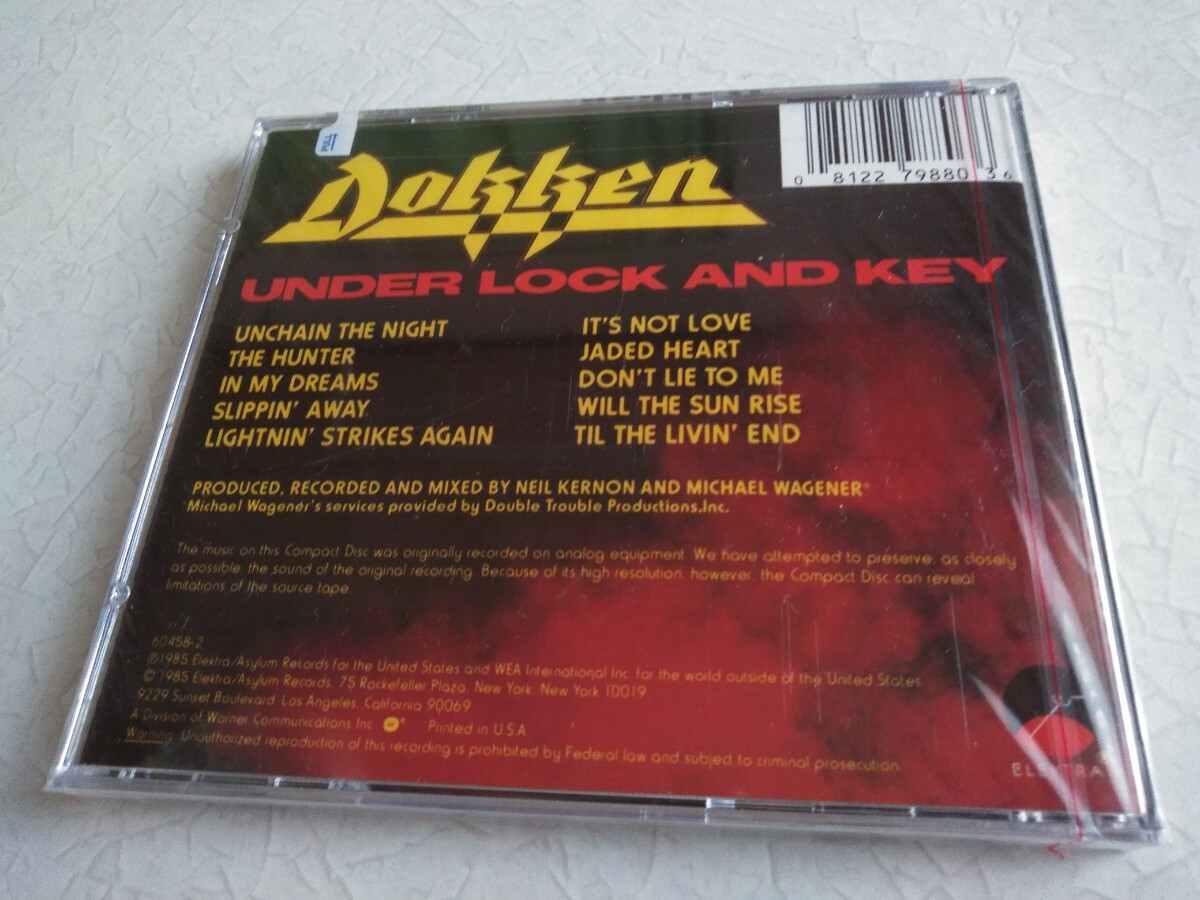 PULL
Dokken
0 81227 98803 6
UNDER LOCK AND KEY
UNCHAIN THE NIGHT
THE HUNTER
IN MY DREAMS
SLIPPIN' AWAY
LIGHTNIN' STRIKES AGAIN
IT'S NOT LOVE
JADED HEART
DON'T LIE TO ME
WILL THE SUN RISE
TIL THE LIVIN' END
PRODUCED, RECORDED AND MIXED BY NEIL KERNON AND MICHAEL WAGENER*
*Michael Wagener's services provided by Double Trouble Productions,Inc.
The music on this Compact Disc was originally recorded on analog equipment. We have attempted to preserve, as closely
as possible, the sound of the original recording. Because of its high resolution, however, the Compact Disc can reveal
limitations of the source tape.
60458-2
℗1985 Elektra/Asylum Records for the United States and WEA International Inc. for the world outside of the United States.
©1985 Elektra/Asylum Records, 75 Rockefeller Plaza, New York, New York 10019
9229 Sunset Boulevard, Los Angeles, California 90069
A Division of Warner Communications Inc. Printed in U.S.A.
Warning: Unauthorized reproduction of this recording is prohibited by Federal law and subject to criminal prosecution.
ELEKTRA